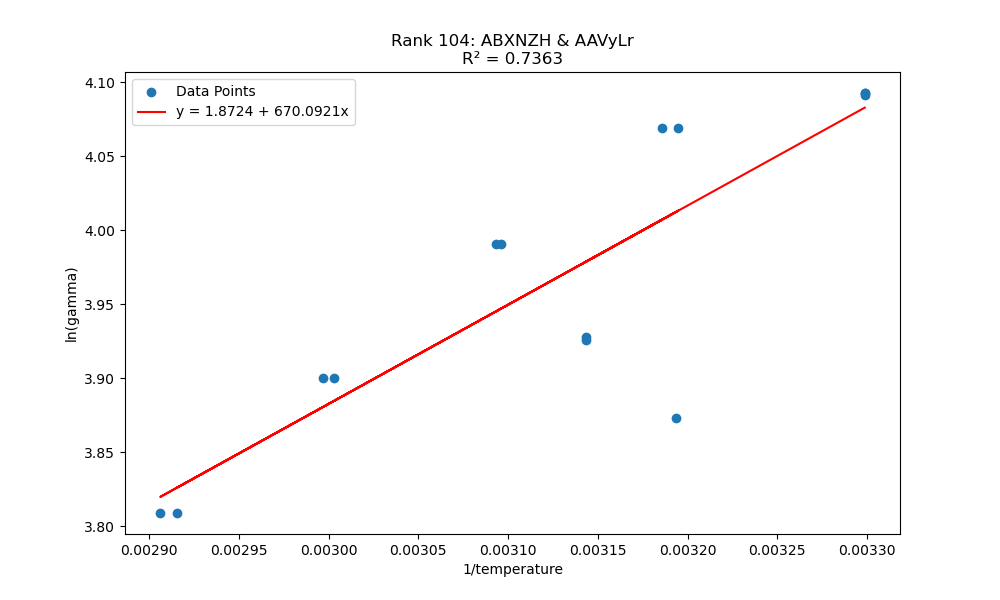 Rank 104: ABXNZH & AAVyLr
R² = 0.7363
Data Points
y = 1.8724 + 670.0921x
4.10
4.05
4.00
3.95
3.90
3.85
3.80
ln(gamma)
0.00290 0.00295 0.00300 0.00305 0.00310 0.00315 0.00320 0.00325 0.00330
1/temperature